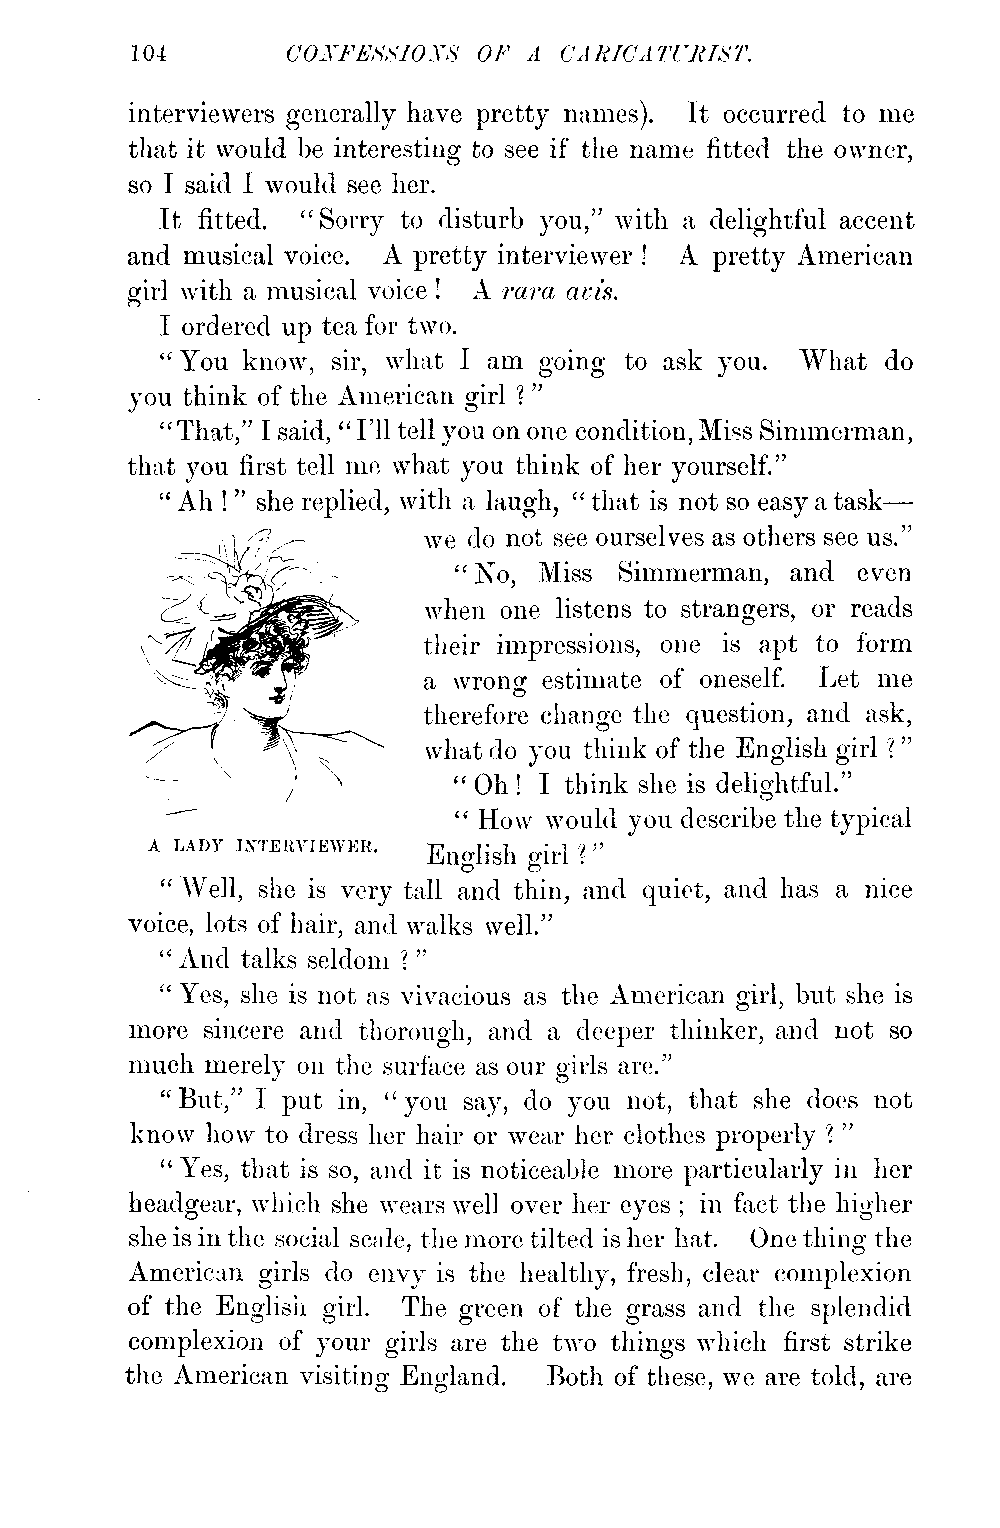 104 CONFESSIONS OF A CARICATURIST.
interviewers generally have pretty names). It occurred to me
that it would be interesting to see if the name fitted the owner,
so I said I would see her.
It fitted. "Sorry to disturb you," with a delightful accent
and musical voice. A pretty interviewer! A pretty American
girl with a musical voice! A rara avis.
I ordered up tea for two.
"You know, sir, what I am going to ask you. What do
you think of the American girl?"
"That," I said, "I'll tell you on one condition, Miss Simmerman,
that you first tell me what you think of her yourself."
"Ah!" she replied, with a laugh, "that is not so easy a task—
we do not see ourselves as others see us."
"No, Miss Simmerman, and even
when one listens to strangers, or reads
their impressions, one is apt to form
a wrong estimate of oneself. Let me
therefore change the question, and ask,
what do you think of the English girl?"
"Oh! I think she is delightful."
"How would you describe the typical
English girl?"
A LADY INTERVIEWER.
"Well, she is very tall and thin, and quiet, and has a nice
voice, lots of hair, and walks well."
"And talks seldom?"
"Yes, she is not as vivacious as the American girl, but she is
more sincere and thorough, and a deeper thinker, and not so
much merely on the surface as our girls are."
"But," I put in, "you say, do you not, that she does not
know how to dress her hair or wear her clothes properly?"
"Yes, that is so, and it is noticeable more particularly in her
headgear, which she wears well over her eyes; in fact the higher
she is in the social scale, the more tilted is her hat. One thing the
American girls do envy is the healthy, fresh, clear complexion
of the English girl. The green of the grass and the splendid
complexion of your girls are the two things which first strike
the American visiting England. Both of these, we are told, are